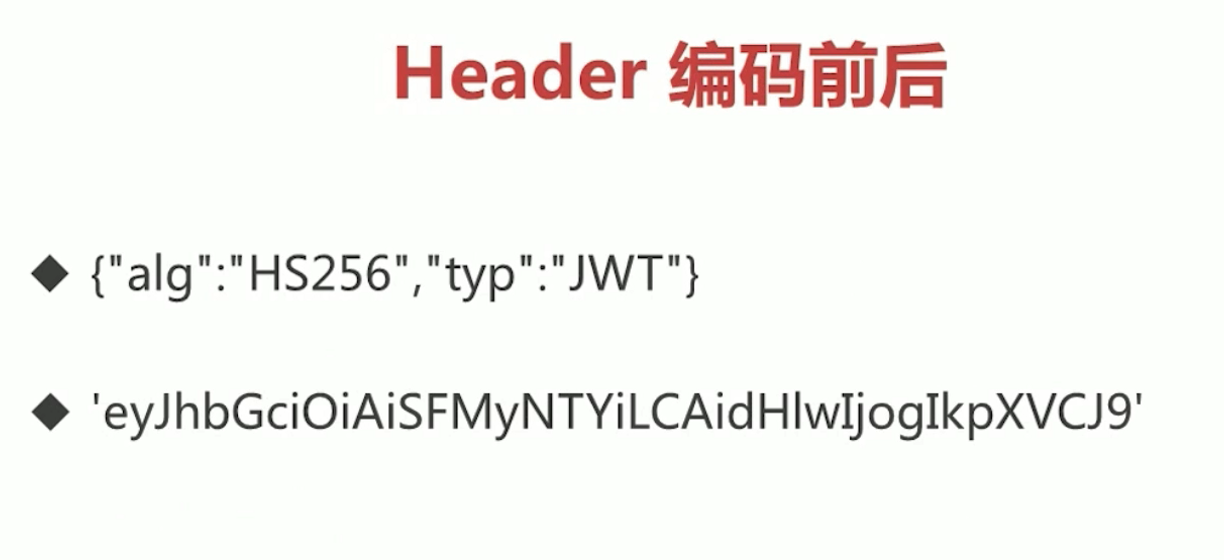 Header 编码前后
◆ {"alg":"HS256","typ":"JWT"}
◆ 'eyJhbGciOiAiSFMyNTYiLCAidHlwIjogIkpXVCJ9'